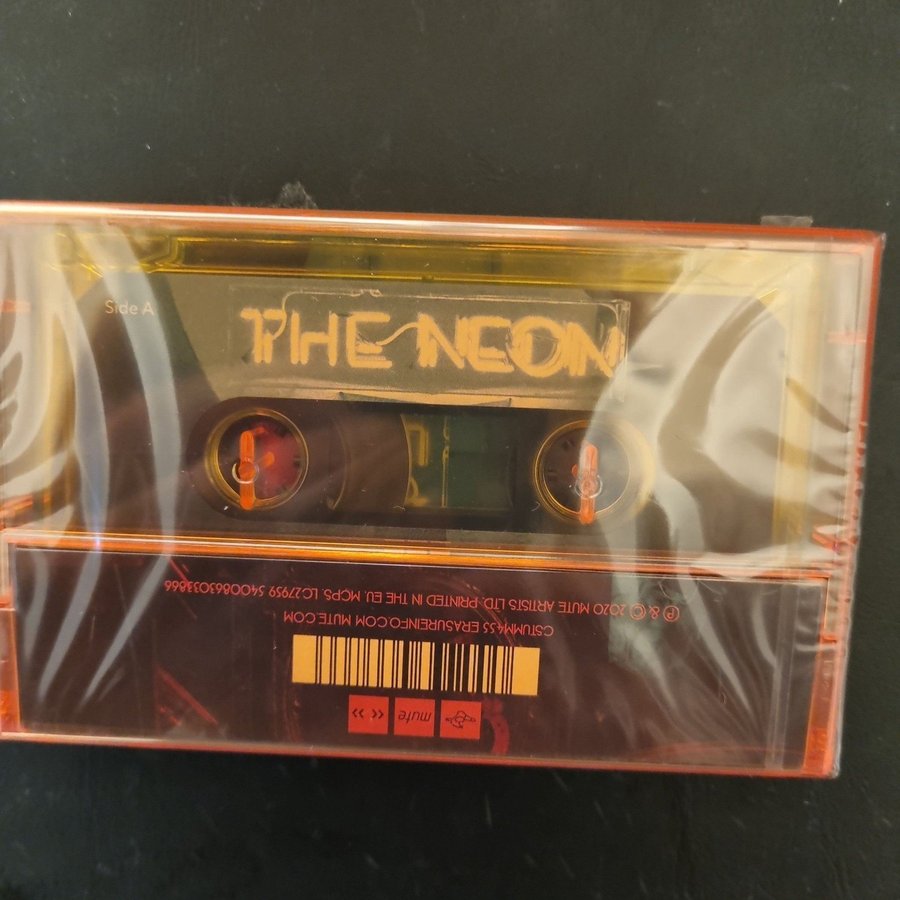 Side A
THE NEON
℗ & © 2020 MUTE ARTISTS LTD. PRINTED IN THE EU. MCPS. LC27959. 5400863033866
CSTUMM455 ERASUREINFO.COM MUTE.COM
mute